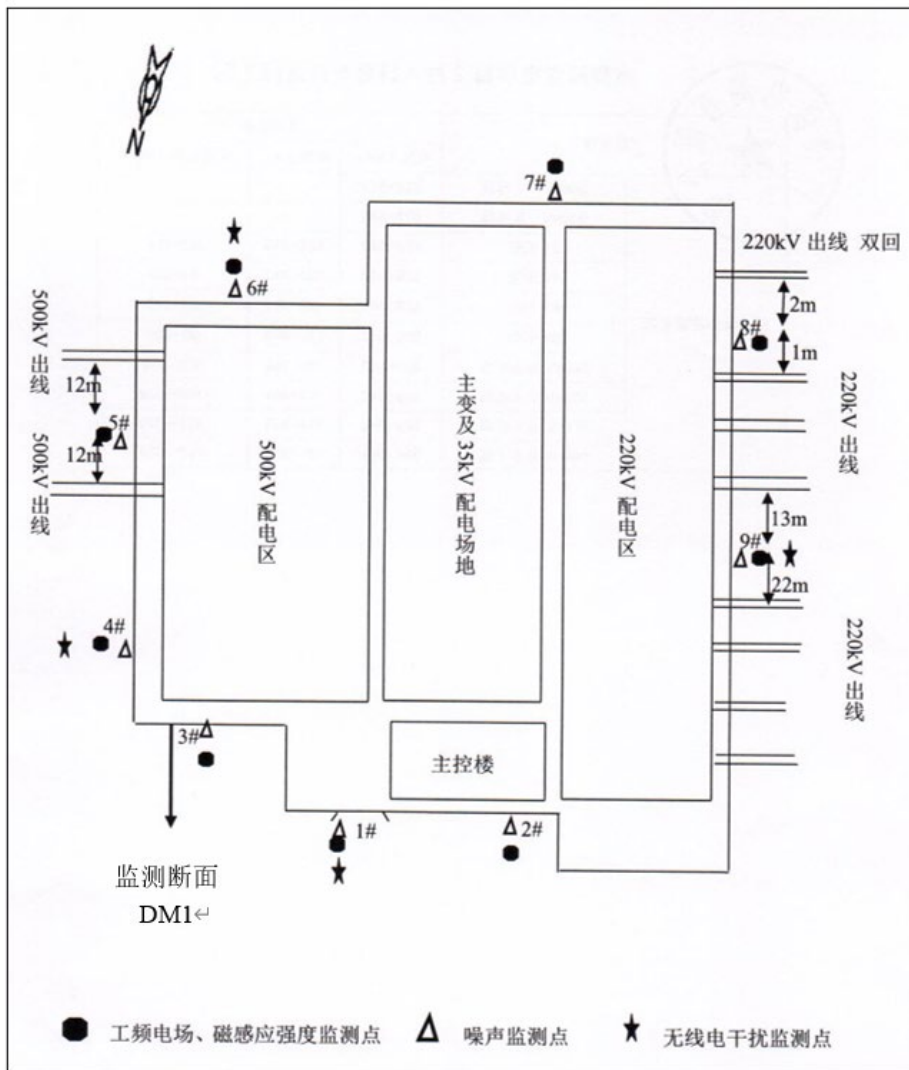 N
7#
220kV 出线 双回
6#
500kV 出线
2m
8#
1m
12m
5#
12m
500kV 出线
220kV 出线
500kV 配电区
主变及 35kV 配电场地
220kV 配电区
13m
9#
22m
4#
220kV 出线
3#
主控楼
1#
2#
监测断面
DM1↵
工频电场、磁感应强度监测点
噪声监测点
无线电干扰监测点